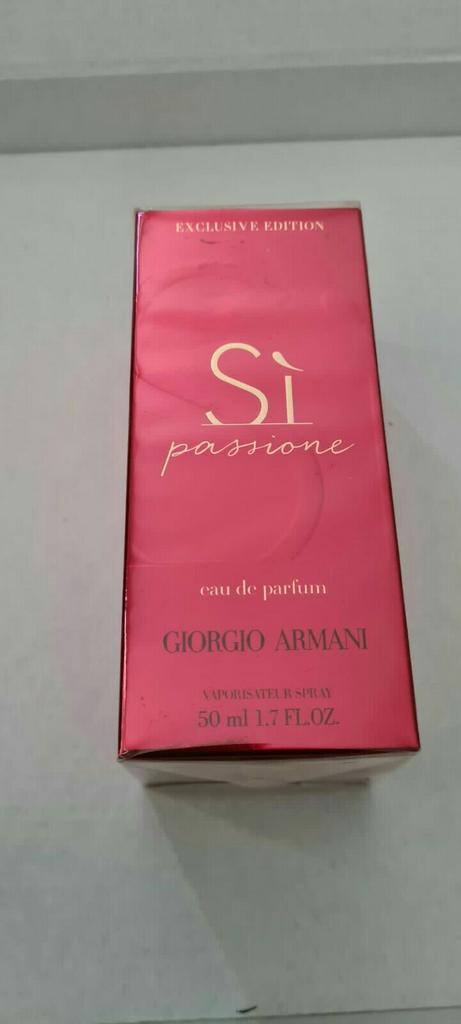 EXCLUSIVE EDITION
Sì
passione
eau de parfum
GIORGIO ARMANI
VAPORISATEUR-SPRAY
50 ml 1.7 FL.OZ.